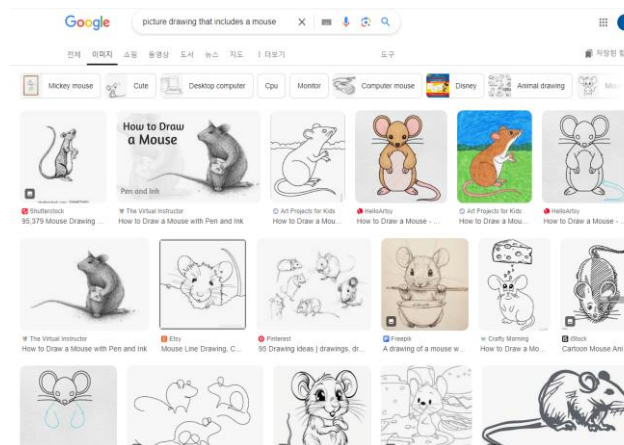 Google
picture drawing that includes a mouse
전체 이미지 쇼핑 동영상 도서 뉴스 지도 더보기 도구
Mickey mouse Cute Desktop computer Cpu Monitor Computer mouse Disney Animal drawing
How to Draw
a Mouse
Pen and Ink
Shutterstock The Virtual Instructor Art Projects for Kids HelloArtsy Art Projects for Kids HelloArtsy
95,379 Mouse Drawing ... How to Draw a Mouse with Pen and Ink How to Draw a Mou... How to Draw a Mouse - ... How to Draw a Mou... How to Draw a Mouse - ...
The Virtual Instructor Etsy Pinterest Freepik Crafty Morning iStock
How to Draw a Mouse with Pen and Ink Mouse Line Drawing, C... 95 Drawing ideas | drawings, dr... A drawing of a mouse w... How to Draw a Mo... Cartoon Mouse Ani